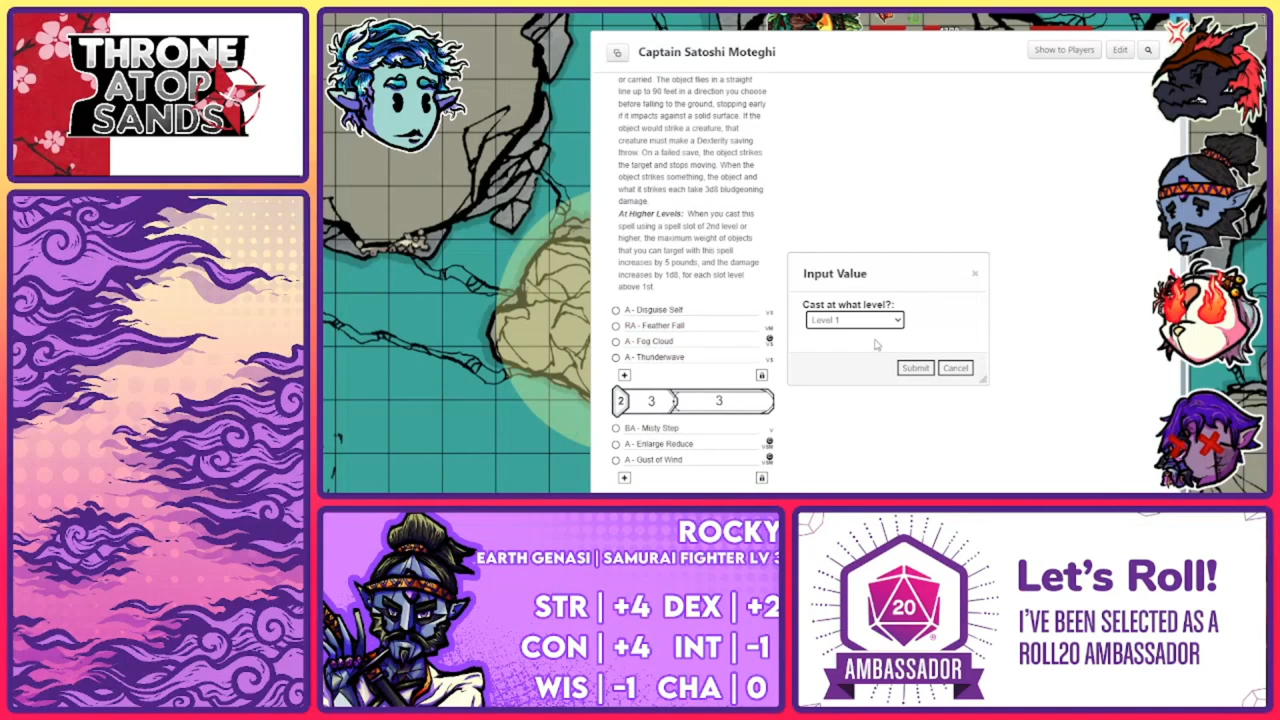 THRONE
ATOP
SANDS
Captain Satoshi Moteghi
Show to Players
Edit
or carried. The object flies in a straight
line up to 90 feet in a direction you choose
before falling to the ground, stopping early
if it impacts against a solid surface. If the
object would strike a creature, that
creature must make a Dexterity saving
throw. On a failed save, the object strikes
the target and stops moving. When the
object strikes something, the object and
what it strikes each take 3d8 bludgeoning
damage.
At Higher Levels: When you cast this
spell using a spell slot of 2nd level or
higher, the maximum weight of objects
that you can target with this spell
increases by 5 pounds, and the damage
increases by 1d8, for each slot level
above 1st.
A - Disguise Self
RA - Feather Fall
A - Fog Cloud
A - Thunderwave
2 3 3
BA - Misty Step
A - Enlarge Reduce
A - Gust of Wind
Input Value
Cast at what level?:
Level 1
Submit Cancel
ROCKY
EARTH GENASI | SAMURAI FIGHTER LV 3
STR | +4 DEX | +2
CON | +4 INT | -1
WIS | -1 CHA | 0
20
AMBASSADOR
Let's Roll!
I'VE BEEN SELECTED AS A
ROLL20 AMBASSADOR